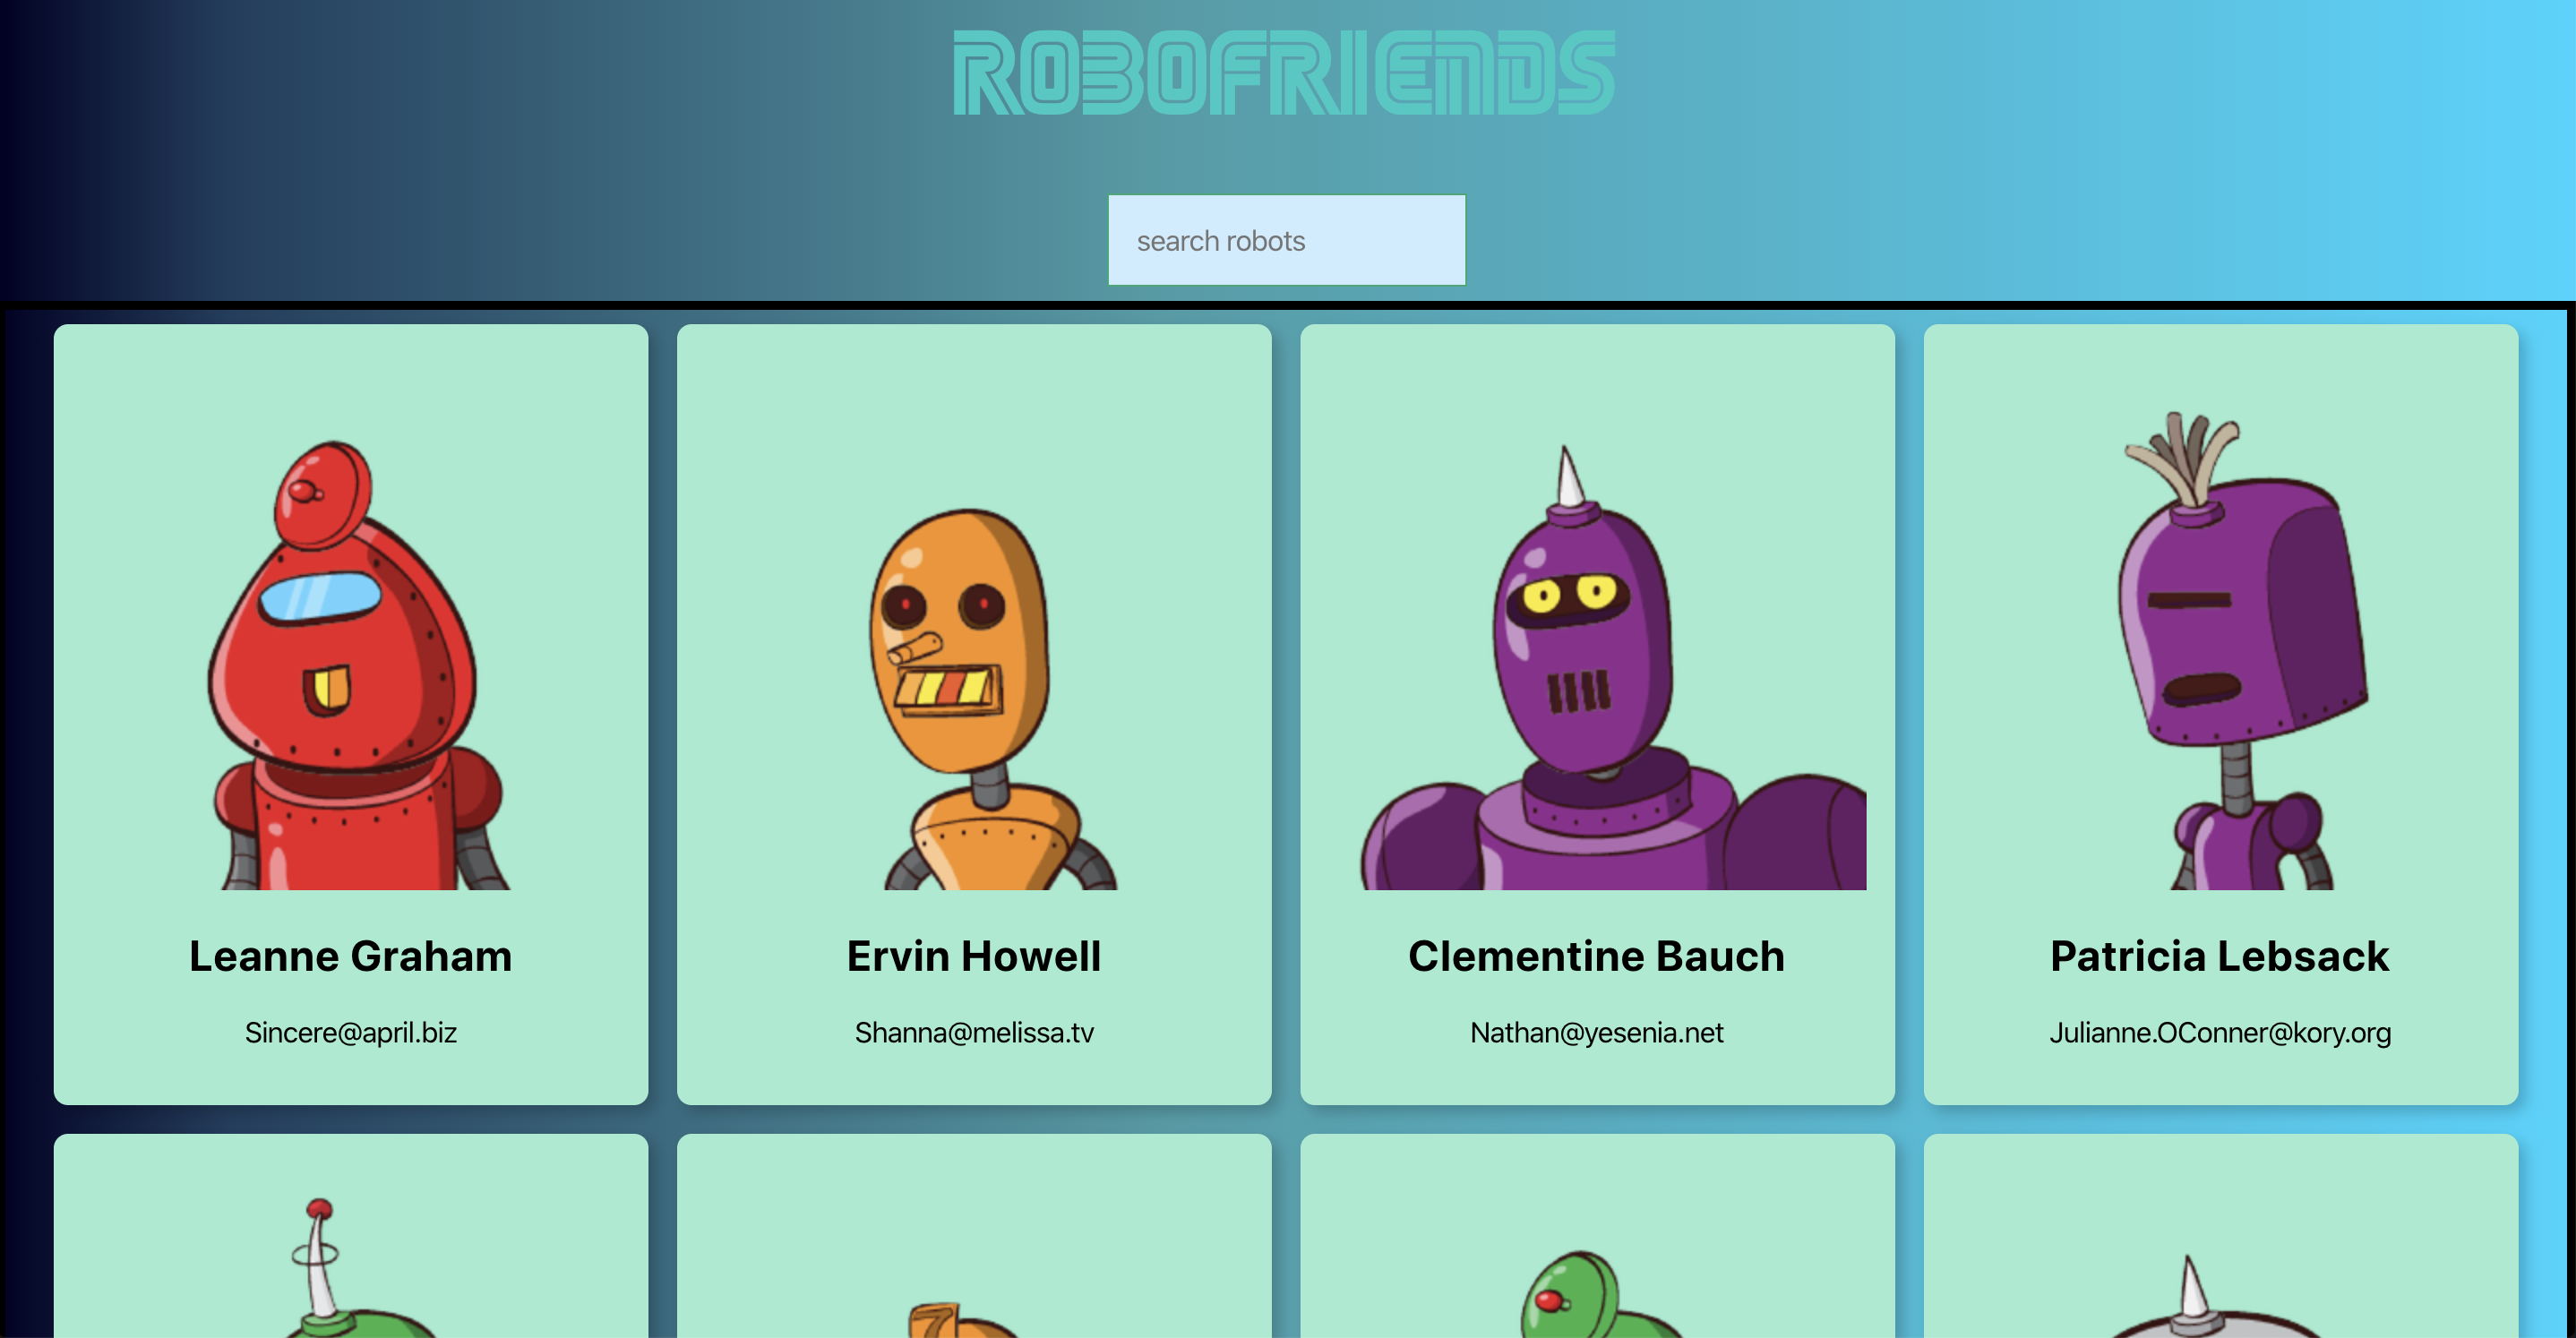 ROBOFRIENDS
search robots
Leanne Graham
Ervin Howell
Clementine Bauch
Patricia Lebsack
Sincere@april.biz
Shanna@melissa.tv
Nathan@yesenia.net
Julianne.OConner@kory.org
7